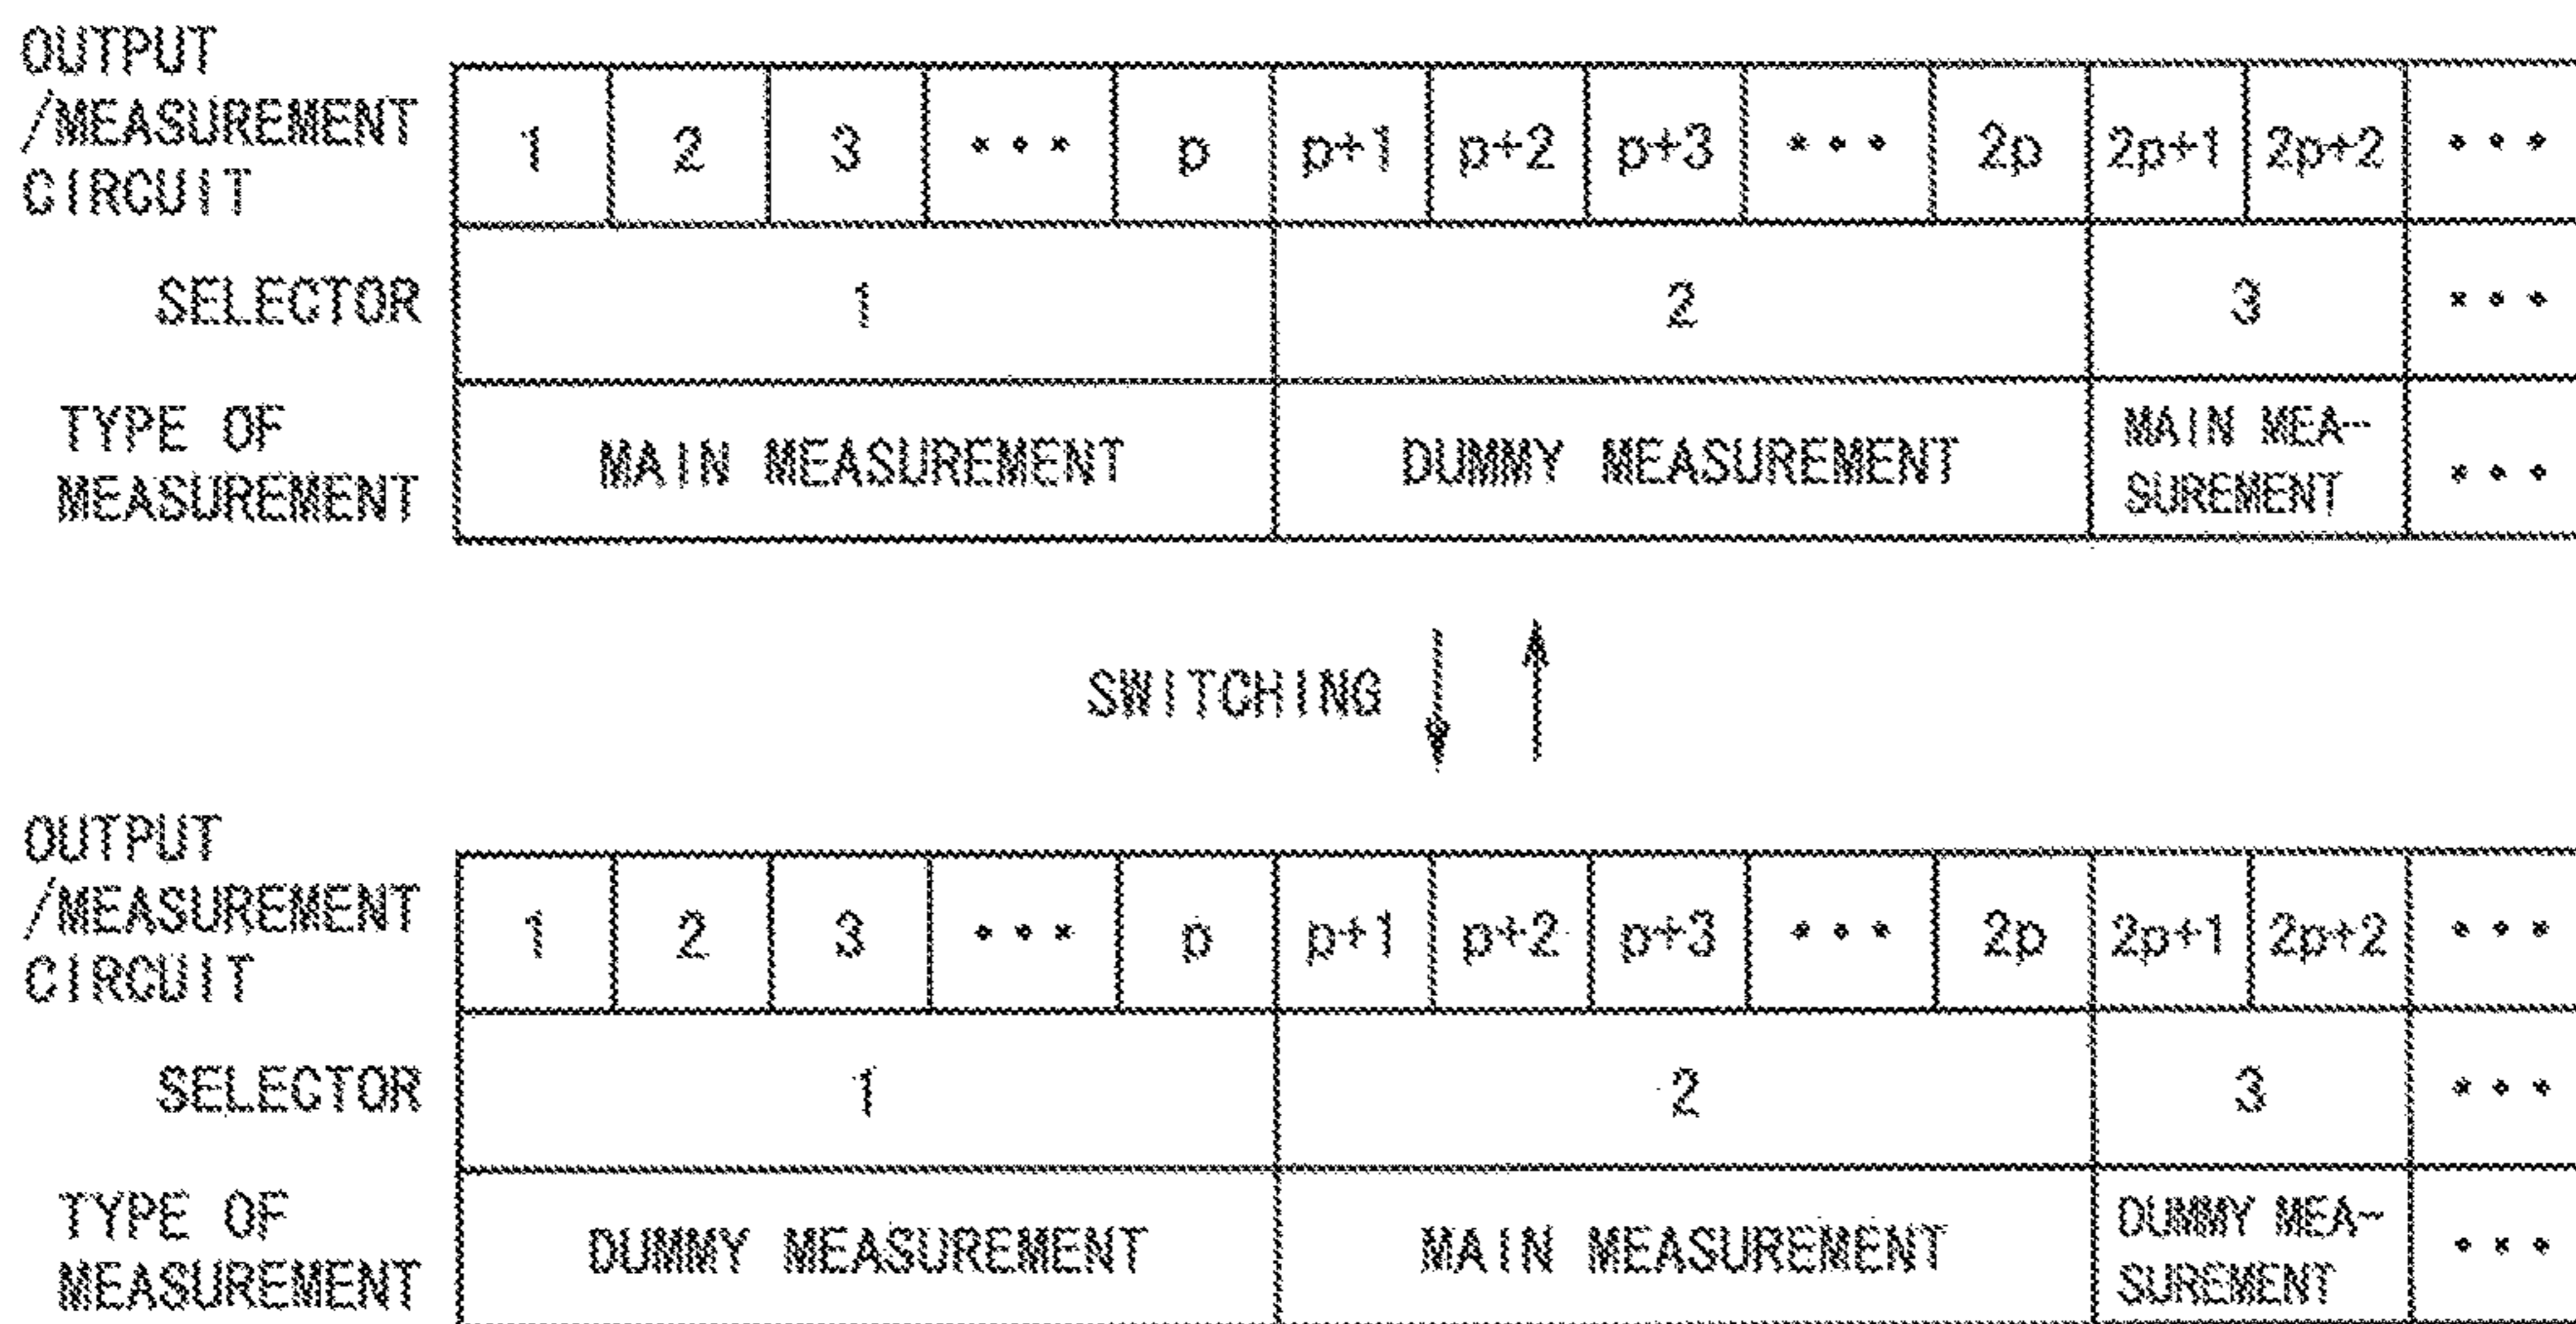 OUTPUT
/MEASUREMENT
CIRCUIT
1 2 3 ••• p p+1 p+2 p+3 ••• 2p 2p+1 2p+2 •••
SELECTOR 1 2 3 •••
TYPE OF
MEASUREMENT
MAIN MEASUREMENT DUMMY MEASUREMENT
MAIN MEA-
SUREMENT
•••
SWITCHING
OUTPUT
/MEASUREMENT
CIRCUIT
1 2 3 ••• p p+1 p+2 p+3 ••• 2p 2p+1 2p+2 •••
SELECTOR 1 2 3 •••
TYPE OF
MEASUREMENT
DUMMY MEASUREMENT MAIN MEASUREMENT
DUMMY MEA-
SUREMENT
•••